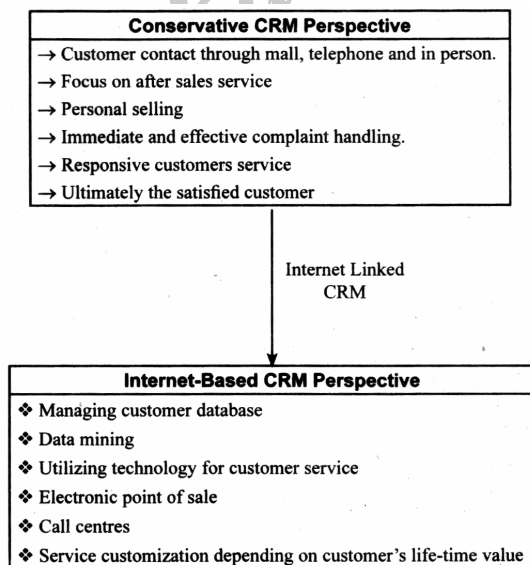 Conservative CRM Perspective
→ Customer contact through mall, telephone and in person.
→ Focus on after sales service
→ Personal selling
→ Immediate and effective complaint handling.
→ Responsive customers service
→ Ultimately the satisfied customer
Internet Linked
CRM
Internet-Based CRM Perspective
❖ Managing customer database
❖ Data mining
❖ Utilizing technology for customer service
❖ Electronic point of sale
❖ Call centres
❖ Service customization depending on customer's life-time value